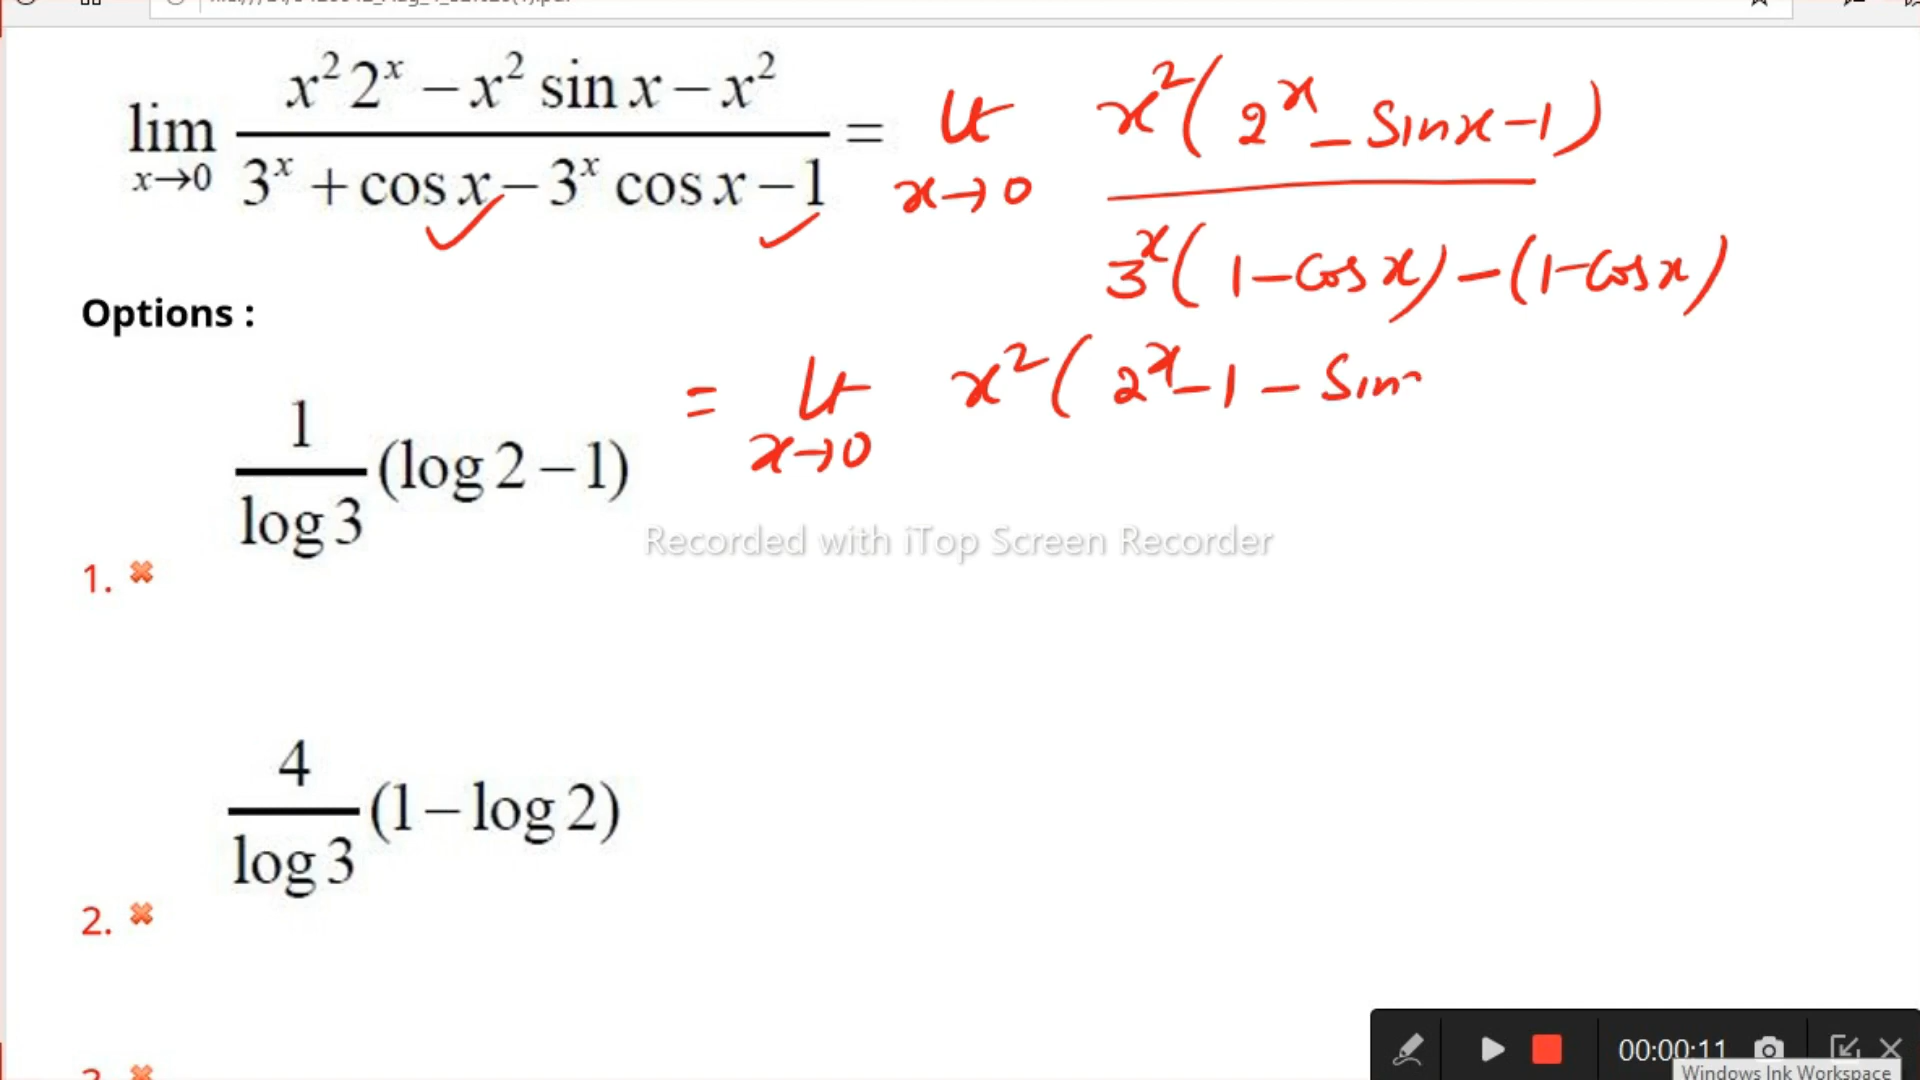 lim x→0 (x² 2ˣ − x² sin x − x²) / (3ˣ + cos x − 3ˣ cos x − 1) = lt x→0 x²(2ˣ − sinx − 1) / 3ˣ(1 − cos x) − (1 − cos x)
Options :
= lt x→0 x²(2ˣ − 1 − sin
1/log 3 (log 2 − 1)
Recorded with iTop Screen Recorder
1.
4/log 3 (1 − log 2)
2.
00:00:11
Windows Ink Workspace